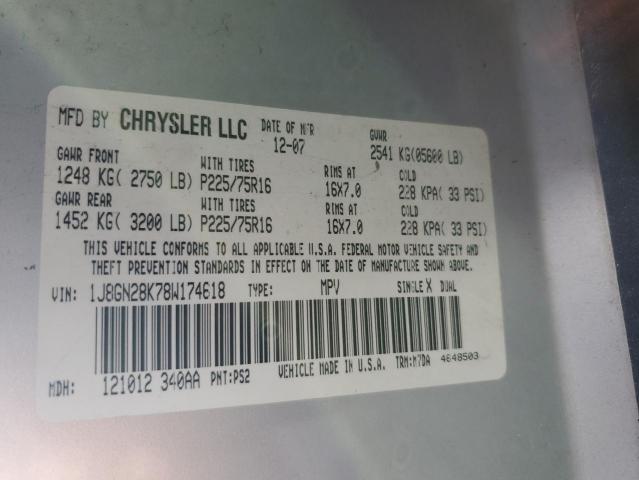 MFD BY CHRYSLER LLC DATE OF MFR 12-07 GVWR 2541 KG(05600 LB)
GAWR FRONT WITH TIRES RIMS AT COLD
1248 KG( 2750 LB) P225/75R16 16X7.0 228 KPA( 33 PSI)
GAWR REAR WITH TIRES RIMS AT COLD
1452 KG( 3200 LB) P225/75R16 16X7.0 228 KPA( 33 PSI)
THIS VEHICLE CONFORMS TO ALL APPLICABLE U.S.A. FEDERAL MOTOR VEHICLE SAFETY AND
THEFT PREVENTION STANDARDS IN EFFECT ON THE DATE OF MANUFACTURE SHOWN ABOVE.
VIN: 1J8GN28K78W174618 TYPE: MPV SINGLE X DUAL
MDH: 121012 340AA PNT:PS2 VEHICLE MADE IN U.S.A. TRM:M7DA 4648503